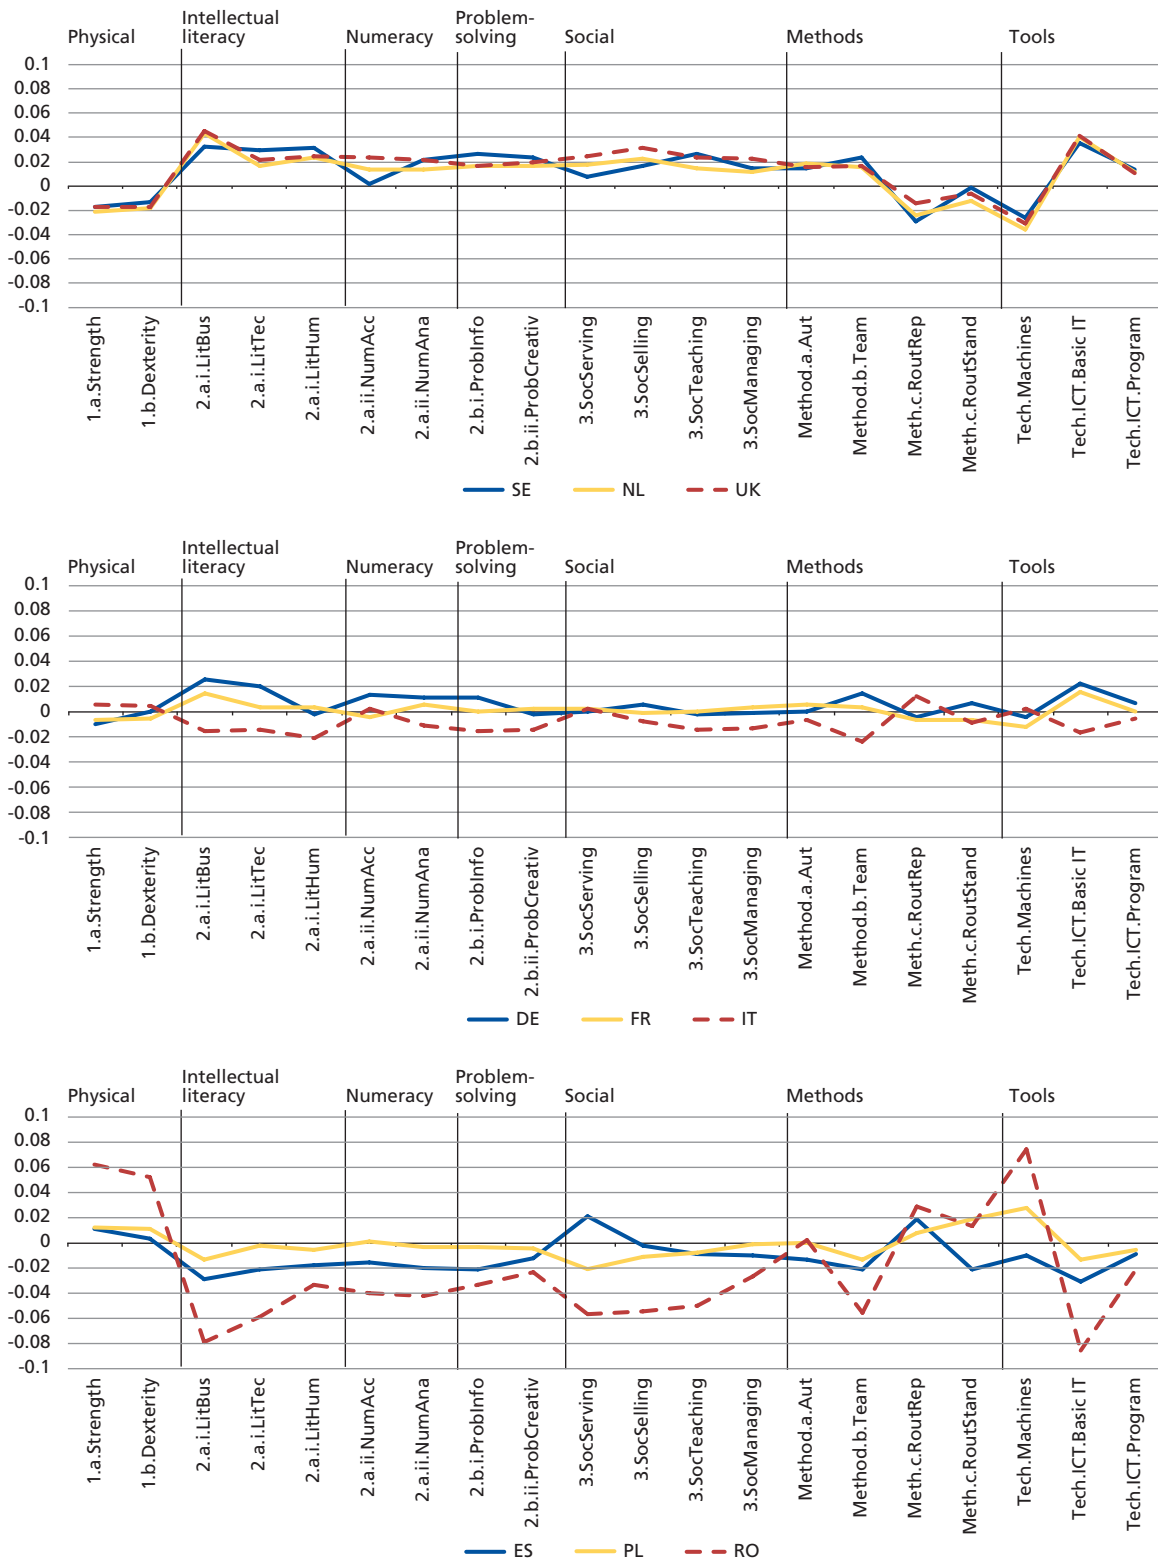 Physical
Intellectual
literacy
Numeracy
Problem-
solving
Social
Methods
Tools
0.1
0.08
0.06
0.04
0.02
0
-0.02
-0.04
-0.06
-0.08
-0.1
1.a.Strength
1.b.Dexterity
2.a.i.LitBus
2.a.i.LitTec
2.a.i.LitHum
2.a.ii.NumAcc
2.a.ii.NumAna
2.b.i.ProbInfo
2.b.ii.ProbCreativ
3.SocServing
3.SocSelling
3.SocTeaching
3.SocManaging
Method.a.Aut
Method.b.Team
Meth.c.RoutRep
Meth.c.RoutStand
Tech.Machines
Tech.ICT.Basic IT
Tech.ICT.Program
SE NL UK
Physical
Intellectual
literacy
Numeracy
Problem-
solving
Social
Methods
Tools
0.1
0.08
0.06
0.04
0.02
0
-0.02
-0.04
-0.06
-0.08
-0.1
1.a.Strength
1.b.Dexterity
2.a.i.LitBus
2.a.i.LitTec
2.a.i.LitHum
2.a.ii.NumAcc
2.a.ii.NumAna
2.b.i.ProbInfo
2.b.ii.ProbCreativ
3.SocServing
3.SocSelling
3.SocTeaching
3.SocManaging
Method.a.Aut
Method.b.Team
Meth.c.RoutRep
Meth.c.RoutStand
Tech.Machines
Tech.ICT.Basic IT
Tech.ICT.Program
DE FR IT
Physical
Intellectual
literacy
Numeracy
Problem-
solving
Social
Methods
Tools
0.1
0.08
0.06
0.04
0.02
0
-0.02
-0.04
-0.06
-0.08
-0.1
1.a.Strength
1.b.Dexterity
2.a.i.LitBus
2.a.i.LitTec
2.a.i.LitHum
2.a.ii.NumAcc
2.a.ii.NumAna
2.b.i.ProbInfo
2.b.ii.ProbCreativ
3.SocServing
3.SocSelling
3.SocTeaching
3.SocManaging
Method.a.Aut
Method.b.Team
Meth.c.RoutRep
Meth.c.RoutStand
Tech.Machines
Tech.ICT.Basic IT
Tech.ICT.Program
ES PL RO